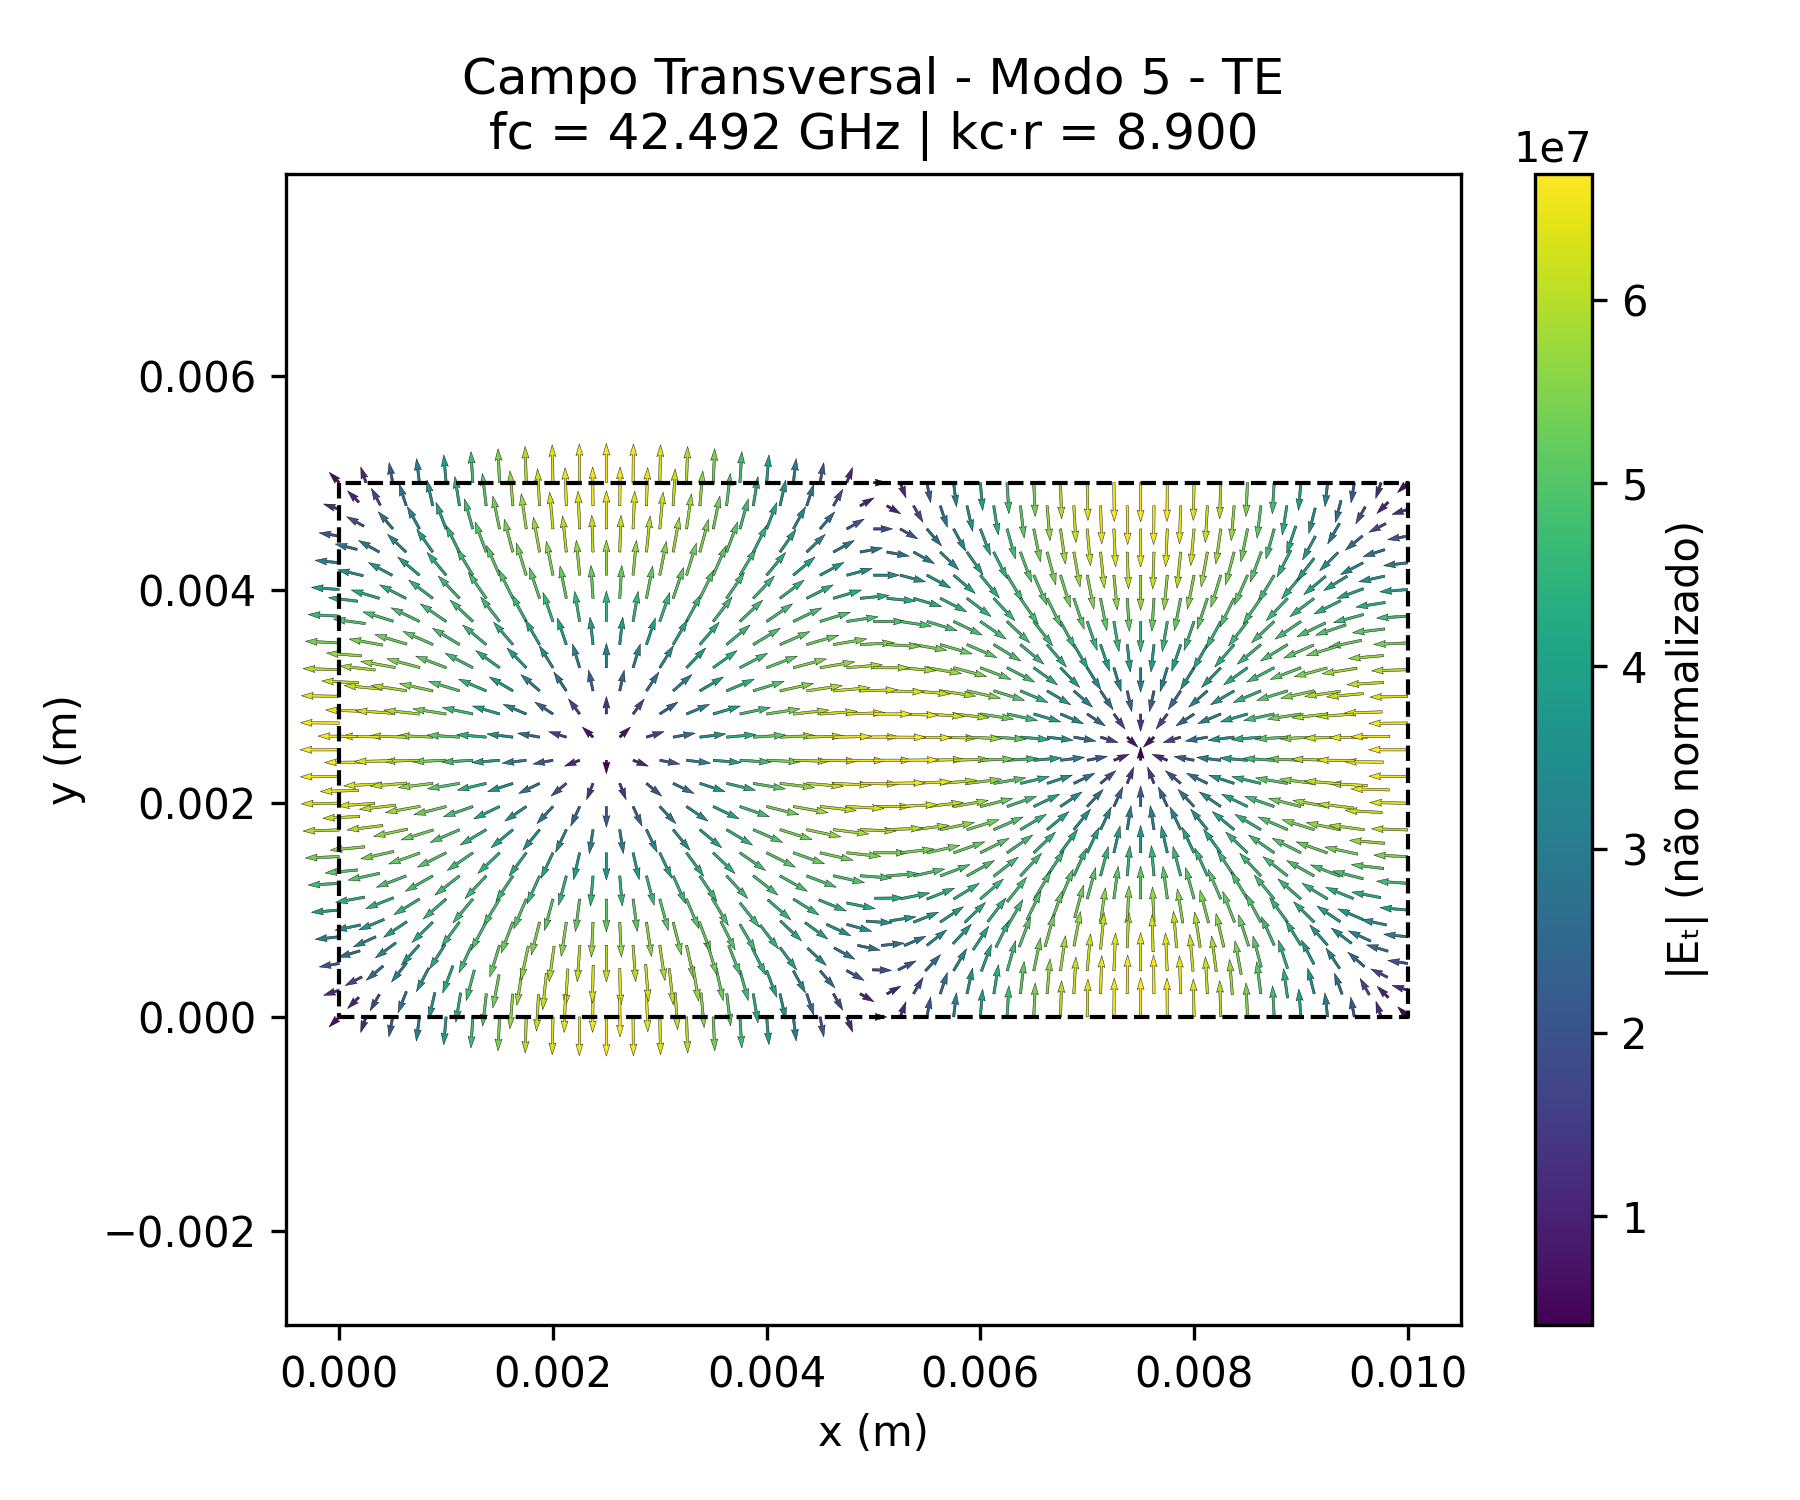 Campo Transversal - Modo 5 - TE
fc = 42.492 GHz | kc·r = 8.900
1e7
6
5
4
3
2
1
|Eₜ| (não normalizado)
0.006
0.004
0.002
0.000
−0.002
y (m)
0.000 0.002 0.004 0.006 0.008 0.010
x (m)